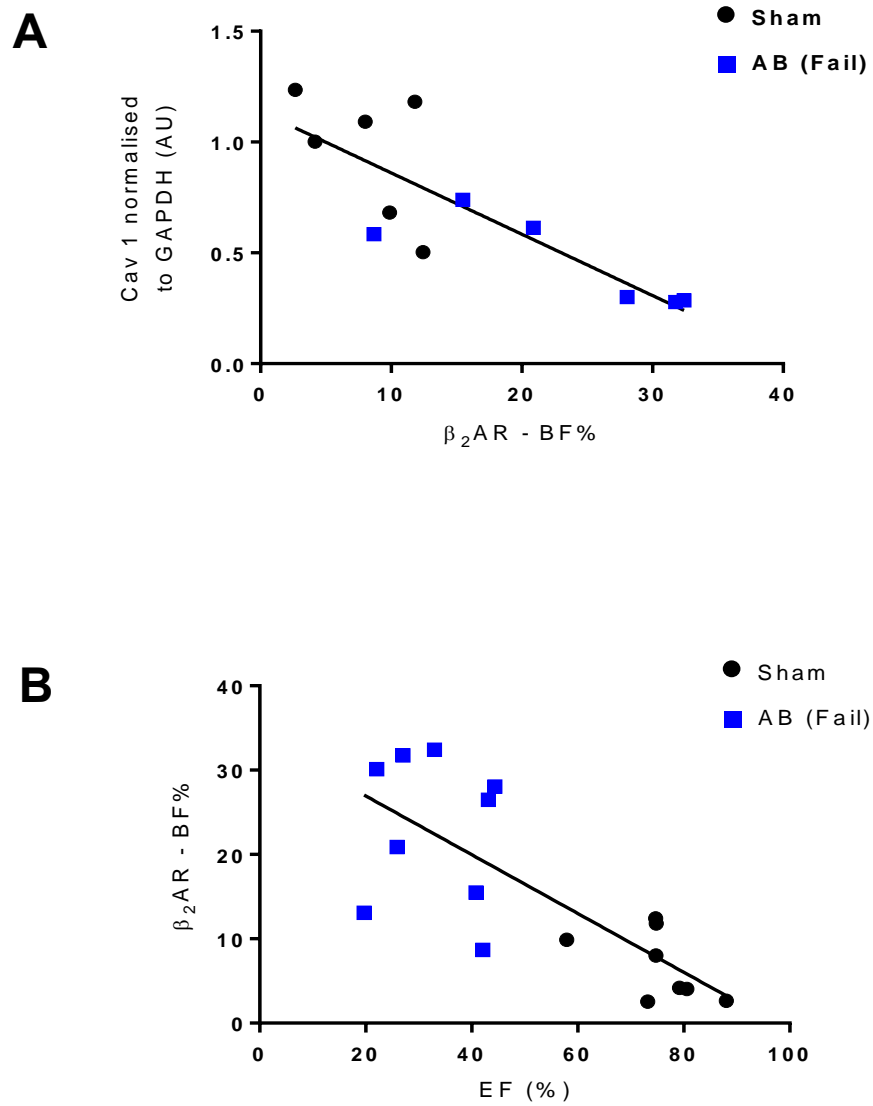 A
Sham
AB (Fail)
Cav 1 normalised
to GAPDH (AU)
1.5
1.0
0.5
0.0
0 10 20 30 40
β2AR - BF%
B
Sham
AB (Fail)
β2AR - BF%
40
30
20
10
0
0 20 40 60 80 100
EF (%)